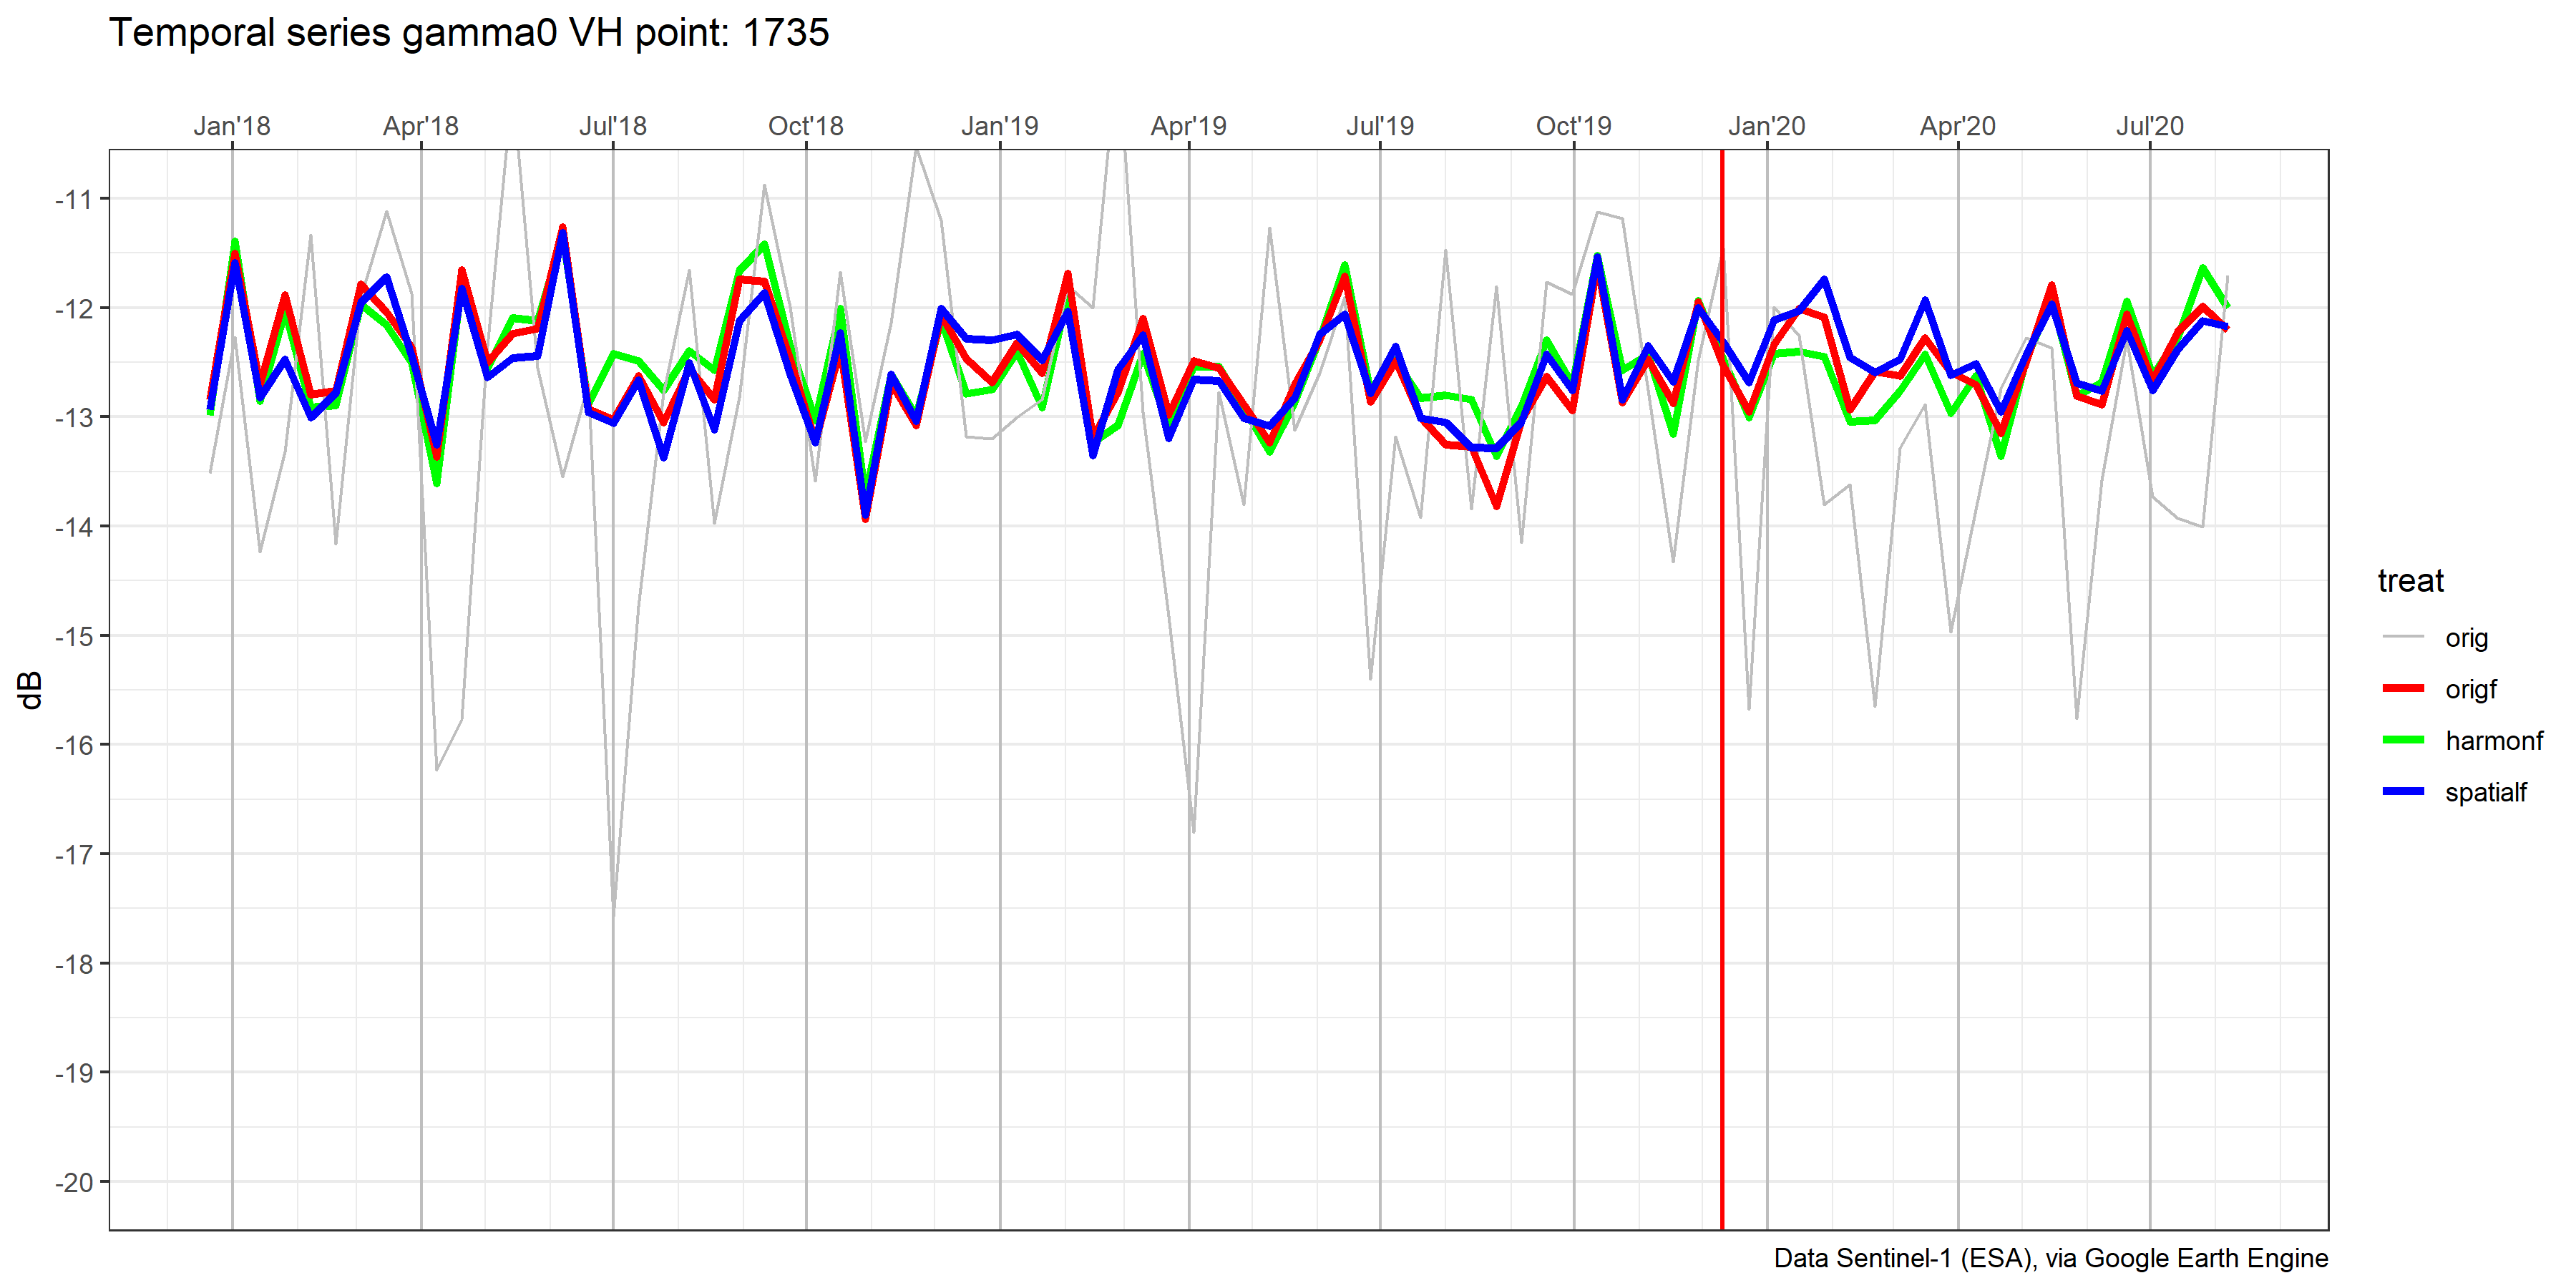 Temporal series gamma0 VH point: 1735
Jan'18 Apr'18 Jul'18 Oct'18 Jan'19 Apr'19 Jul'19 Oct'19 Jan'20 Apr'20 Jul'20
-11
-12
-13
-14
-15
-16
-17
-18
-19
-20
dB
treat
orig
origf
harmonf
spatialf
Data Sentinel-1 (ESA), via Google Earth Engine